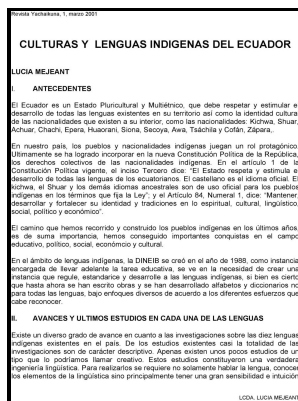 Revista Yachaikuna, 1, marzo 2001
CULTURAS Y LENGUAS INDIGENAS DEL ECUADOR
LUCIA MEJEANT
I. ANTECEDENTES
El Ecuador es un Estado Pluricultural y Multiétnico, que debe respetar y estimular el
desarrollo de todas las lenguas existentes en su territorio así como la identidad cultural
de las nacionalidades que existen a su interior, como las nacionalidades: Kichwa, Shuar,
Achuar, Chachi, Epera, Huaorani, Siona, Secoya, Awa, Tsáchila y Cofán, Zápara,.
En nuestro país, los pueblos y nacionalidades indígenas juegan un rol protagónico.
Ultimamente se ha logrado incorporar en la nueva Constitución Política de la República,
los derechos colectivos de las nacionalidades indígenas. En el artículo 1 de la
Constitución Política vigente, el inciso Tercero dice: "El Estado respeta y estimula el
desarrollo de todas las lenguas de los ecuatorianos. El castellano es el idioma oficial. El
kichwa, el Shuar y los demás idiomas ancestrales son de uso oficial para los pueblos
indígenas en los términos que fija la Ley"; y el Artículo 84, Numeral 1, dice: "Mantener,
desarrollar y fortalecer su identidad y tradiciones en lo espiritual, cultural, lingüístico,
social, político y económico".
El camino que hemos recorrido y construido los pueblos indígenas en los últimos años,
es de suma importancia, hemos conseguido importantes conquistas en el campo
educativo, político, social, económico y cultural.
En el ámbito de lenguas indígenas, la DINEIB se creó en el año de 1988, como instancia
encargada de llevar adelante la tarea educativa, se ve en la necesidad de crear una
instancia que regule, estandarice y desarrolle a las lenguas indígenas, si bien es cierto
que hasta ahora se han escrito obras y se han desarrollado alfabetos y diccionarios no
para todas las lenguas, bajo enfoques diversos de acuerdo a los diferentes esfuerzos que
cabe reconocer.
II. AVANCES Y ULTIMOS ESTUDIOS EN CADA UNA DE LAS LENGUAS
Existe un diverso grado de avance en cuanto a las investigaciones sobre las diez lenguas
indígenas existentes en el país. De los estudios existentes casi la totalidad de las
investigaciones son de carácter descriptivo. Apenas existen unos pocos estudios de un
tipo que lo podríamos llamar creativo. Estos estudios constituyeron una verdadera
ingeniería lingüística. Para realizarlos se requiere no solamente hablar la lengua, conocer
los elementos de la lingüística sino principalmente tener una gran sensibilidad e intuición
LCDA. LUCIA MEJEANT